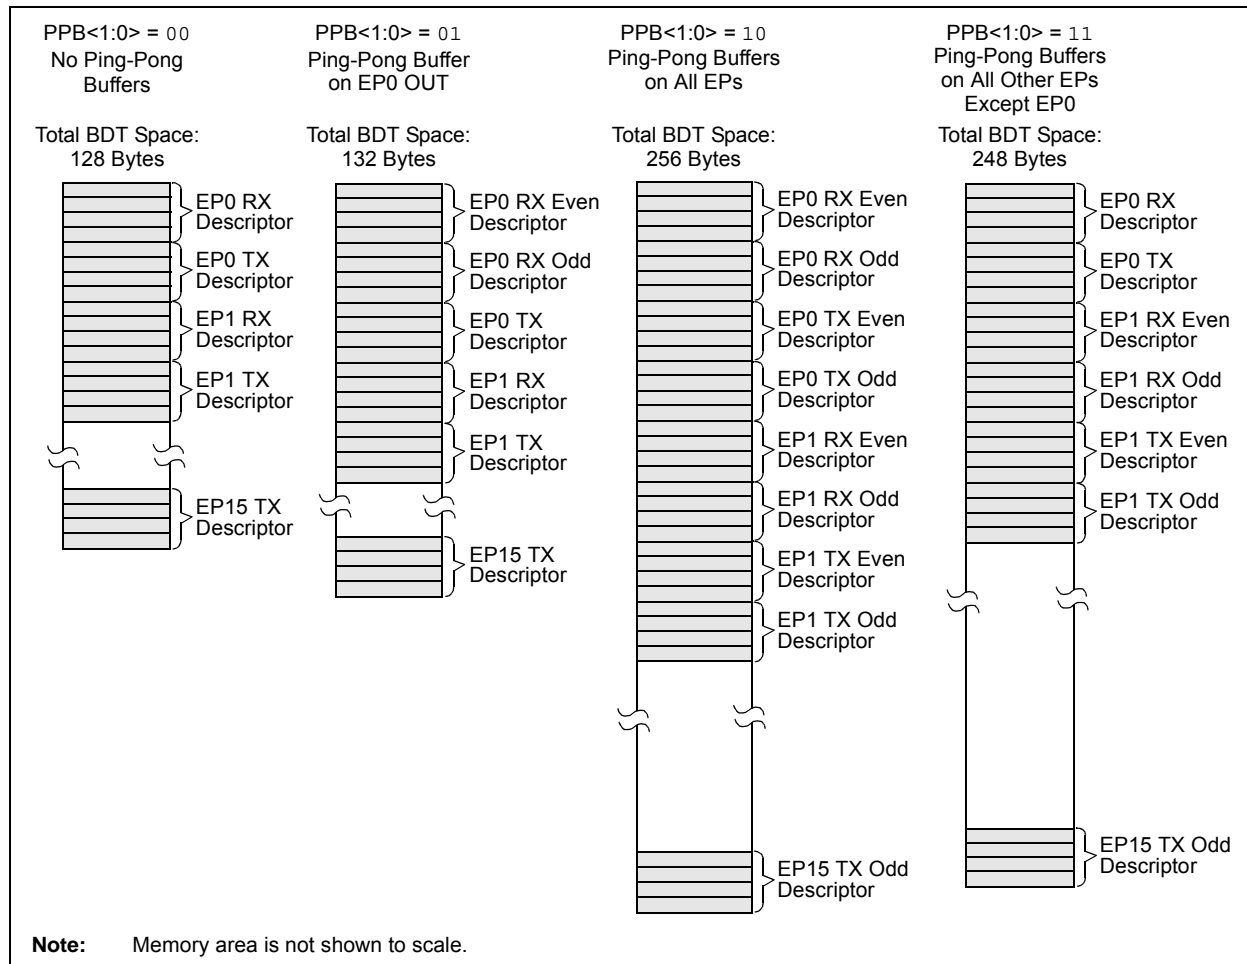 PPB<1:0> = 00
No Ping-Pong
Buffers
Total BDT Space:
128 Bytes
EP0 RX
Descriptor
EP0 TX
Descriptor
EP1 RX
Descriptor
EP1 TX
Descriptor
EP15 TX
Descriptor
PPB<1:0> = 01
Ping-Pong Buffer
on EP0 OUT
Total BDT Space:
132 Bytes
EP0 RX Even
Descriptor
EP0 RX Odd
Descriptor
EP0 TX
Descriptor
EP1 RX
Descriptor
EP1 TX
Descriptor
EP15 TX
Descriptor
PPB<1:0> = 10
Ping-Pong Buffers
on All EPs
Total BDT Space:
256 Bytes
EP0 RX Even
Descriptor
EP0 RX Odd
Descriptor
EP0 TX Even
Descriptor
EP0 TX Odd
Descriptor
EP1 RX Even
Descriptor
EP1 RX Odd
Descriptor
EP1 TX Even
Descriptor
EP1 TX Odd
Descriptor
EP15 TX Odd
Descriptor
PPB<1:0> = 11
Ping-Pong Buffers
on All Other EPs
Except EP0
Total BDT Space:
248 Bytes
EP0 RX
Descriptor
EP0 TX
Descriptor
EP1 RX Even
Descriptor
EP1 RX Odd
Descriptor
EP1 TX Even
Descriptor
EP1 TX Odd
Descriptor
EP15 TX Odd
Descriptor
Note: Memory area is not shown to scale.